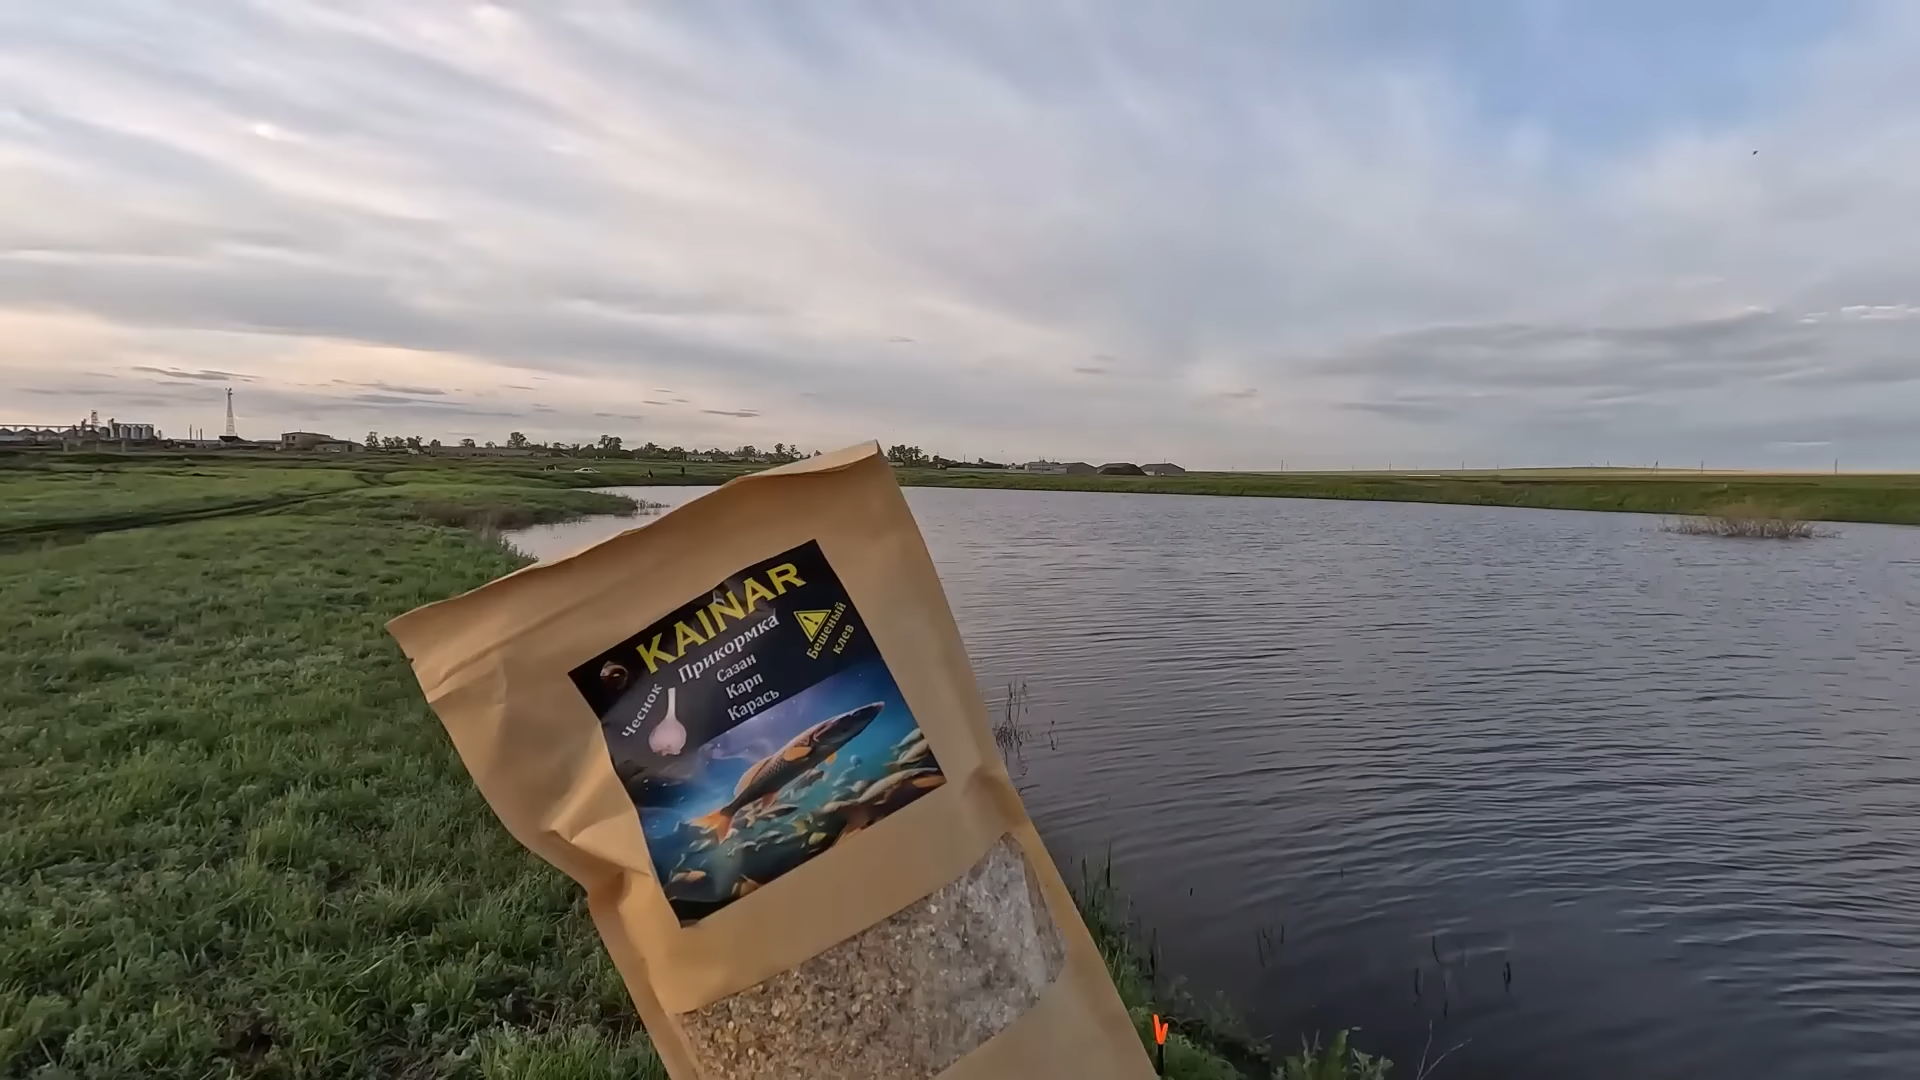 KAINAR
Прикормка
Сазан
Карп
Карась
Чеснок
Бешеный
клев